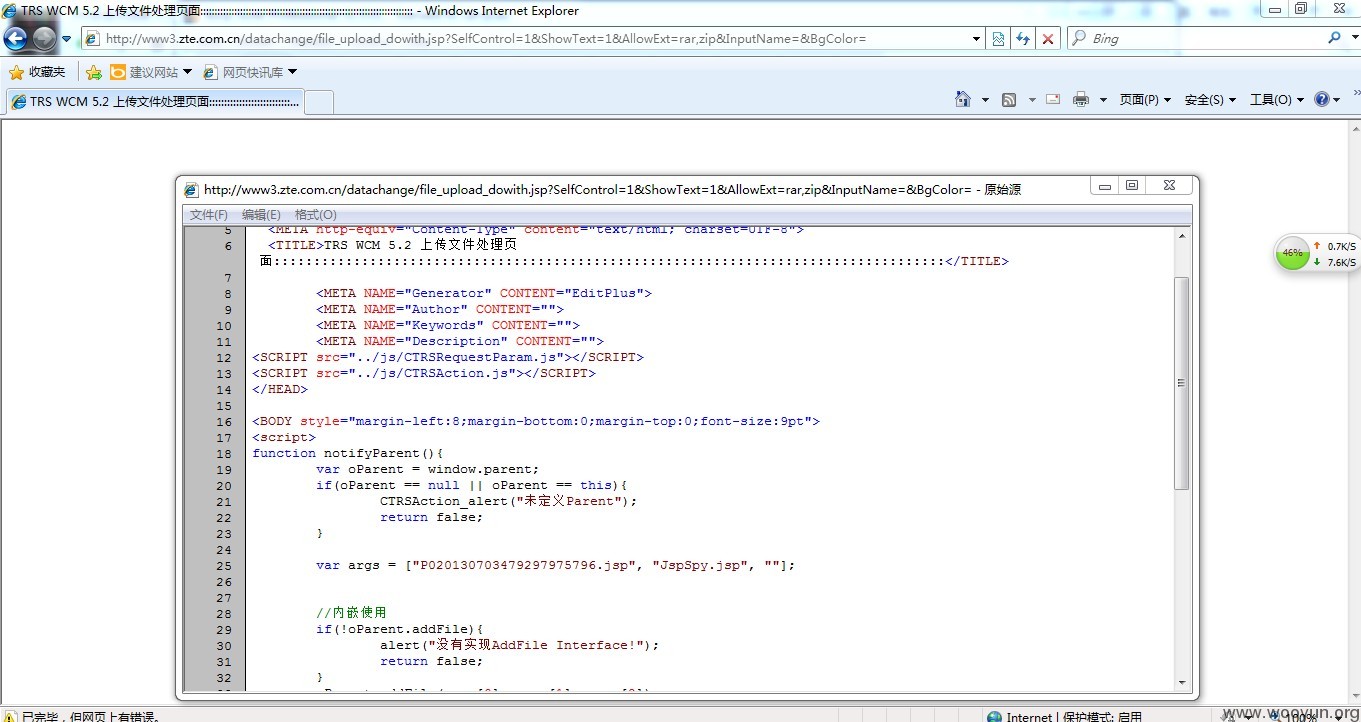 TRS WCM 5.2 上传文件处理页面:::::::::::::::::::::::::::::::::::::::::::::::::::::::::::::::::::::::::::::: - Windows Internet Explorer
http://www3.zte.com.cn/datachange/file_upload_dowith.jsp?SelfControl=1&ShowText=1&AllowExt=rar,zip&InputName=&BgColor=
Bing
收藏夹 建议网站 网页快讯库
TRS WCM 5.2 上传文件处理页面:::::::::::::::::::::::::::...
页面(P) 安全(S) 工具(O)
http://www3.zte.com.cn/datachange/file_upload_dowith.jsp?SelfControl=1&ShowText=1&AllowExt=rar,zip&InputName=&BgColor= - 原始源
文件(F) 编辑(E) 格式(O)
5 <META http-equiv="Content-Type" content="text/html; charset=UTF-8">
6 <TITLE>TRS WCM 5.2 上传文件处理页
面::::::::::::::::::::::::::::::::::::::::::::::::::::::::::::::::::::::::::::::::::::</TITLE>
7
8 <META NAME="Generator" CONTENT="EditPlus">
9 <META NAME="Author" CONTENT="">
10 <META NAME="Keywords" CONTENT="">
11 <META NAME="Description" CONTENT="">
12 <SCRIPT src="../js/CTRSRequestParam.js"></SCRIPT>
13 <SCRIPT src="../js/CTRSAction.js"></SCRIPT>
14 </HEAD>
15
16 <BODY style="margin-left:8;margin-bottom:0;margin-top:0;font-size:9pt">
17 <script>
18 function notifyParent(){
19 var oParent = window.parent;
20 if(oParent == null || oParent == this){
21 CTRSAction_alert("未定义Parent");
22 return false;
23 }
24
25 var args = ["P020130703479297975796.jsp", "JspSpy.jsp", ""];
26
27
28 //内嵌使用
29 if(!oParent.addFile){
30 alert("没有实现AddFile Interface!");
31 return false;
32 }
46%
0.7K/S
7.6K/S
已完毕，但网页上有错误。
Internet | 保护模式: 启用
100%
www.wooyun.org